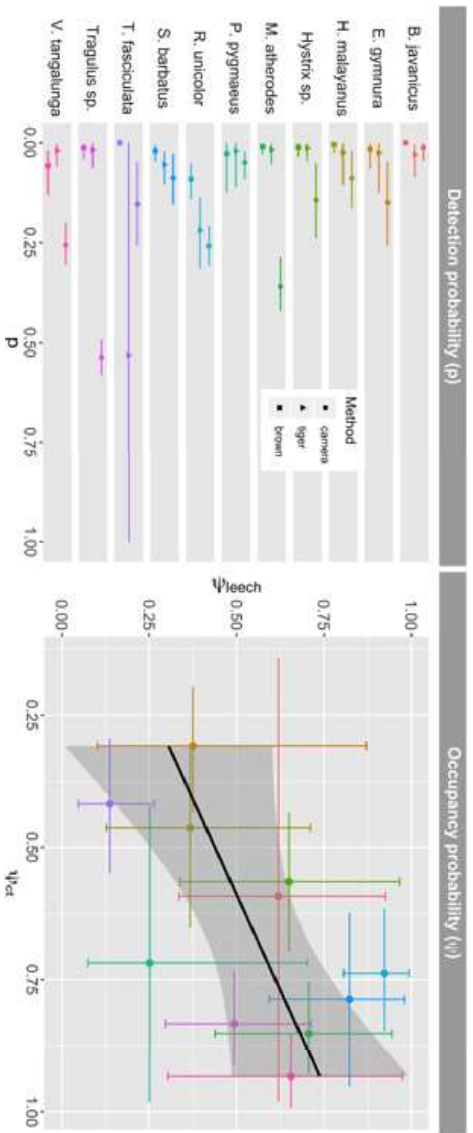 Detection probability (p)
B. javanicus
E. gymnura
H. malayanus
Hystrix sp.
M. atherodes
P. pygmaeus
R. unicolor
S. barbatus
T. fasciculata
Tragulus sp.
V. tangalunga
0.00
0.25
0.50
0.75
1.00
p
Method
camera
tiger
brown
Occupancy probability (ψ)
ψleech
1.00
0.75
0.50
0.25
0.00
0.25
0.50
0.75
1.00
ψct